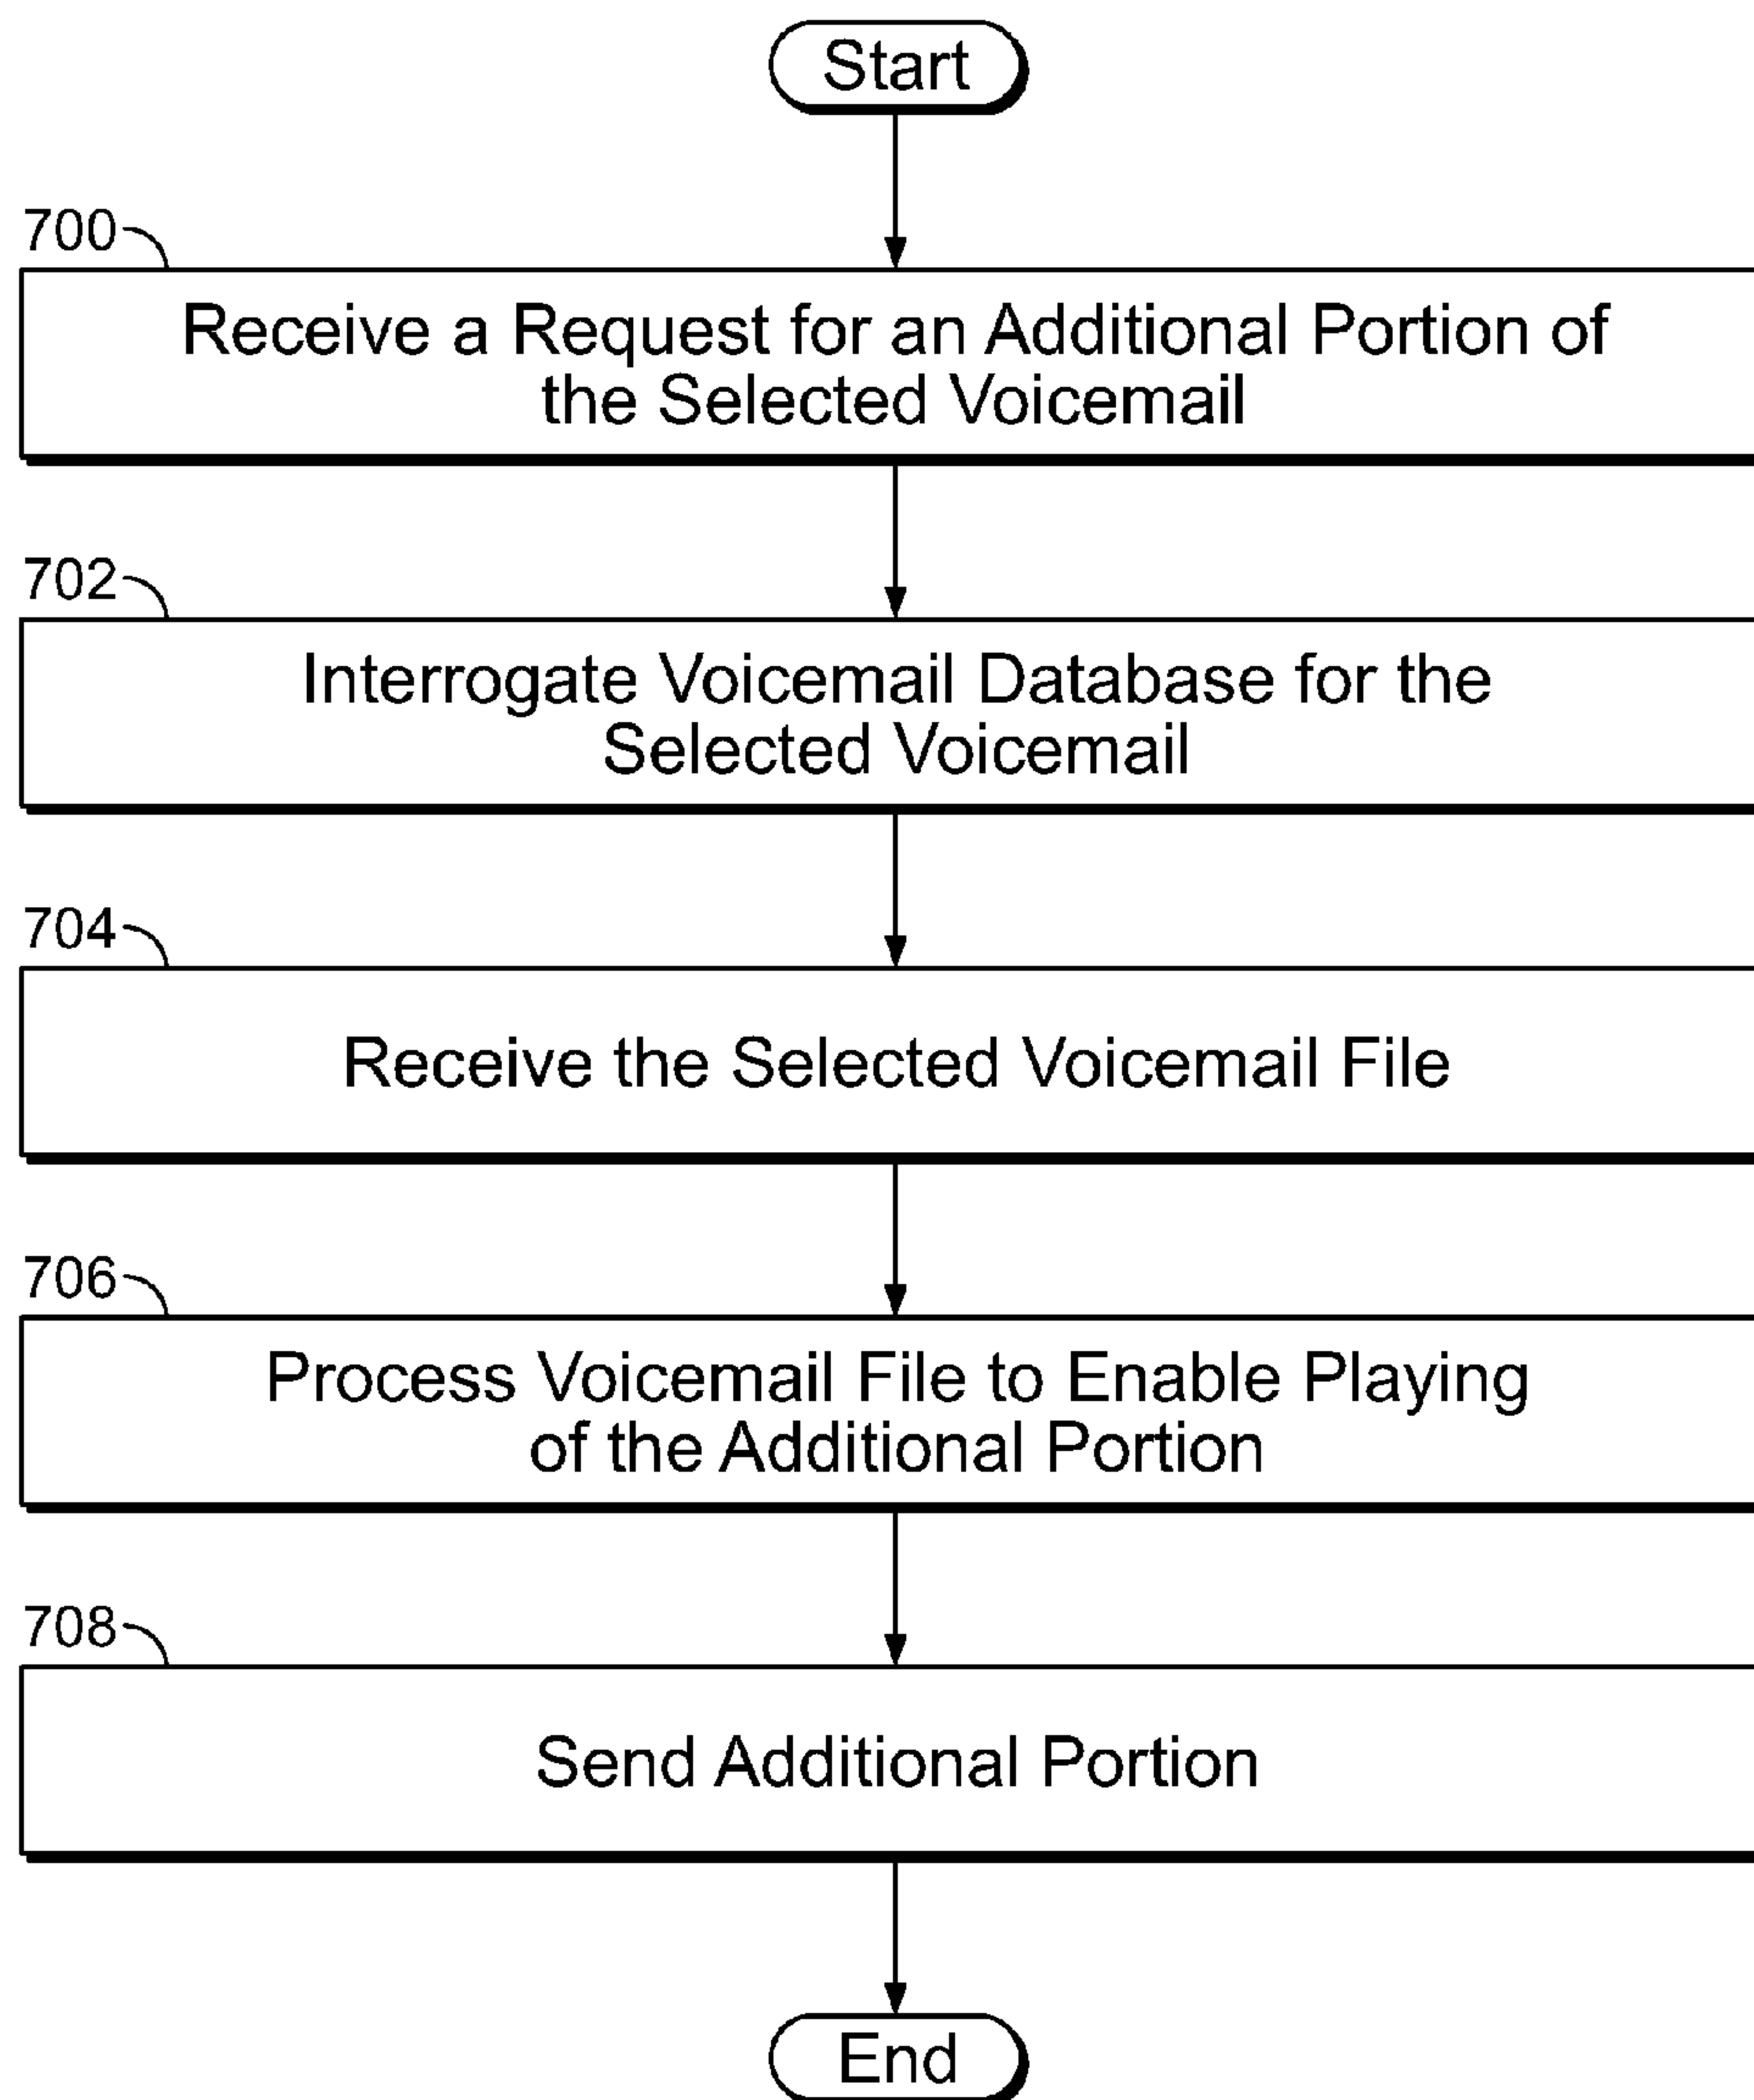 Start
700
Receive a Request for an Additional Portion of
the Selected Voicemail
702
Interrogate Voicemail Database for the
Selected Voicemail
704
Receive the Selected Voicemail File
706
Process Voicemail File to Enable Playing
of the Additional Portion
708
Send Additional Portion
End